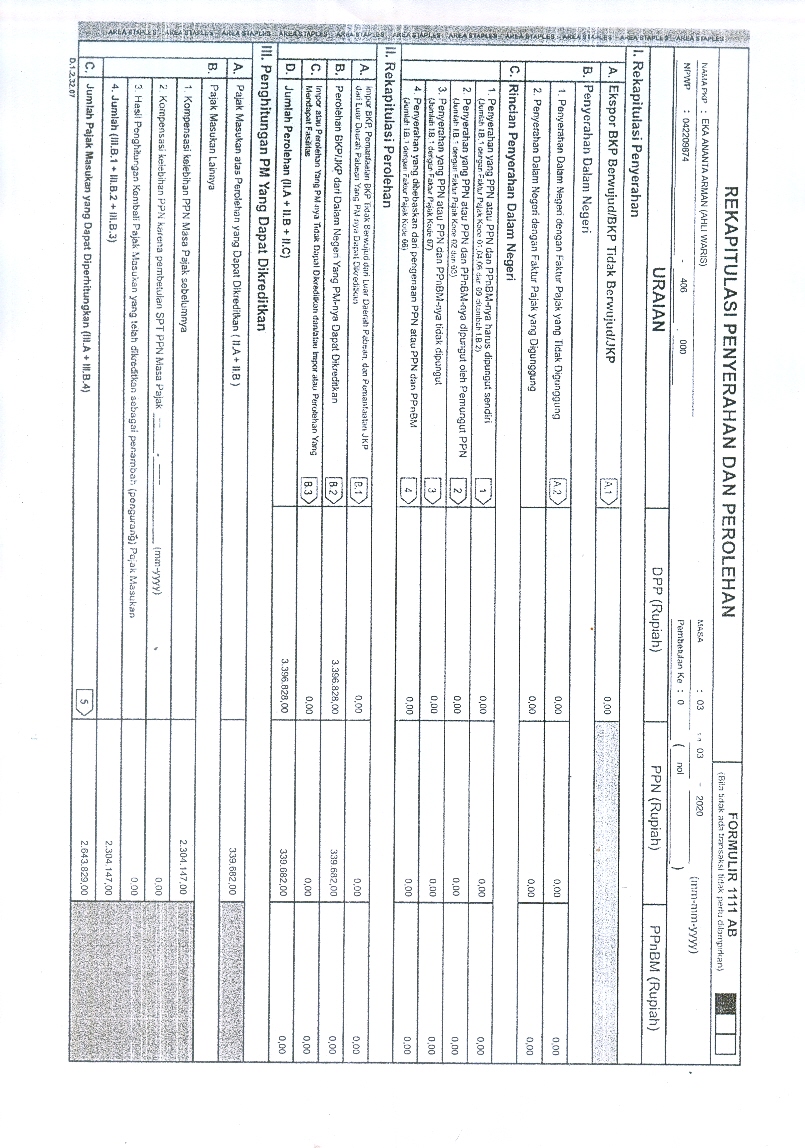 AREA STAPLES - AREA STAPLES - AREA STAPLES - AREA STAPLES - AREA STAPLES - AREA STAPLES - AREA STAPLES
REKAPITULASI PENYERAHAN DAN PEROLEHAN
FORMULIR 1111 AB
(Bila tidak ada transaksi tidak perlu dilampirkan)
NAMA PKP : EKA ANANTA ARMAN (AHLI WARIS)
MASA : 03 03 - 2020 (mm-mm-yyyy)
NPWP : 042209874 - 406 . 000
Pembetulan Ke : 0 ( nol )
URAIAN DPP (Rupiah) PPN (Rupiah) PPnBM (Rupiah)
I. Rekapitulasi Penyerahan
A. Ekspor BKP Berwujud/BKP Tidak Berwujud/JKP A.1 0,00
B. Penyerahan Dalam Negeri
1. Penyerahan Dalam Negeri dengan Faktur Pajak yang Tidak Digunggung A.2 0,00 0,00 0,00
2. Penyerahan Dalam Negeri dengan Faktur Pajak yang Digunggung 0,00 0,00 0,00
C. Rincian Penyerahan Dalam Negeri
1. Penyerahan yang PPN atau PPN dan PPnBM-nya harus dipungut sendiri 1 0,00 0,00 0,00
(Jumlah I.B.1 dengan Faktur Pajak Kode 01, 04, 06 dan 09 ditambah I.B.2)
2. Penyerahan yang PPN atau PPN dan PPnBM-nya dipungut oleh Pemungut PPN 2 0,00 0,00 0,00
(Jumlah I.B.1 dengan Faktur Pajak Kode 02 dan 03)
3. Penyerahan yang PPN atau PPN dan PPnBM-nya tidak dipungut 3 0,00 0,00 0,00
(Jumlah I.B.1 dengan Faktur Pajak Kode 07)
4. Penyerahan yang dibebaskan dari pengenaan PPN atau PPN dan PPnBM 4 0,00 0,00 0,00
(Jumlah I.B.1 dengan Faktur Pajak Kode 08)
II. Rekapitulasi Perolehan
A. Impor BKP, Pemanfaatan BKP Tidak Berwujud dari Luar Daerah Pabean, dan Pemanfaatan JKP
dari Luar Daerah Pabean Yang PM-nya Dapat Dikreditkan B.1 0,00 0,00 0,00
B. Perolehan BKP/JKP dari Dalam Negeri Yang PM-nya Dapat Dikreditkan B.2 3.396.828,00 339.682,00 0,00
C. Impor atau Perolehan Yang PM-nya Tidak Dapat Dikreditkan dan/atau Impor atau Perolehan Yang
Mendapat Fasilitas B.3 0,00 0,00 0,00
D. Jumlah Perolehan (II.A + II.B + II.C) 3.396.828,00 339.682,00 0,00
III. Penghitungan PM Yang Dapat Dikreditkan
A. Pajak Masukan atas Perolehan yang Dapat Dikreditkan ( II.A + II.B ) 339.682,00
B. Pajak Masukan Lainnya
1. Kompensasi kelebihan PPN Masa Pajak sebelumnya 2.304.147,00
2. Kompensasi kelebihan PPN karena pembetulan SPT PPN Masa Pajak (mm-yyyy) 0,00
3. Hasil Penghitungan Kembali Pajak Masukan yang telah dikreditkan sebagai penambah (pengurang) Pajak Masukan 0,00
4. Jumlah (III.B.1 + III.B.2 + III.B.3) 2.304.147,00
C. Jumlah Pajak Masukan yang Dapat Diperhitungkan (III.A + III.B.4) 5 2.643.829,00
D.1.2.32.07